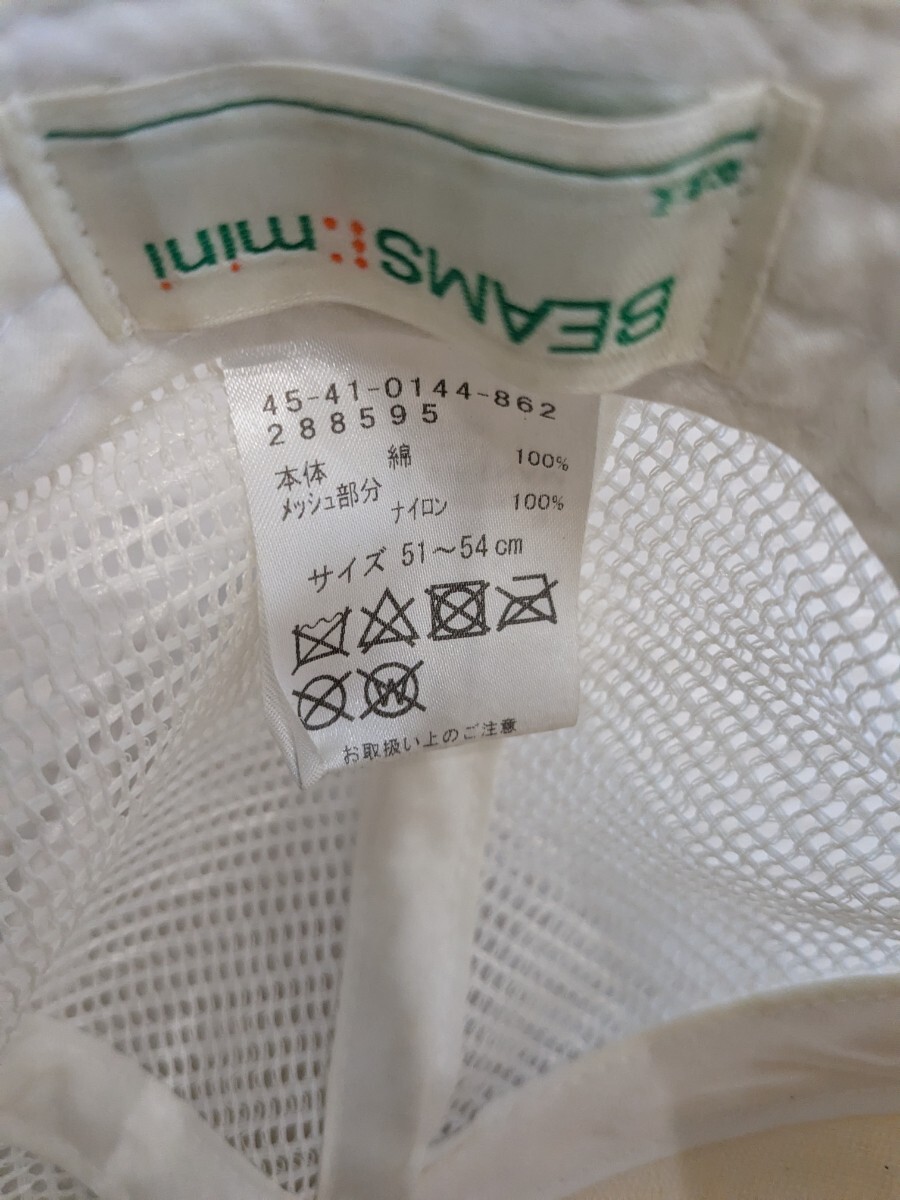 BEAMS mini
45-41-0144-862
288595
本体 綿 100%
メッシュ部分 ナイロン 100%
サイズ 51～54cm
W
お取扱い上のご注意